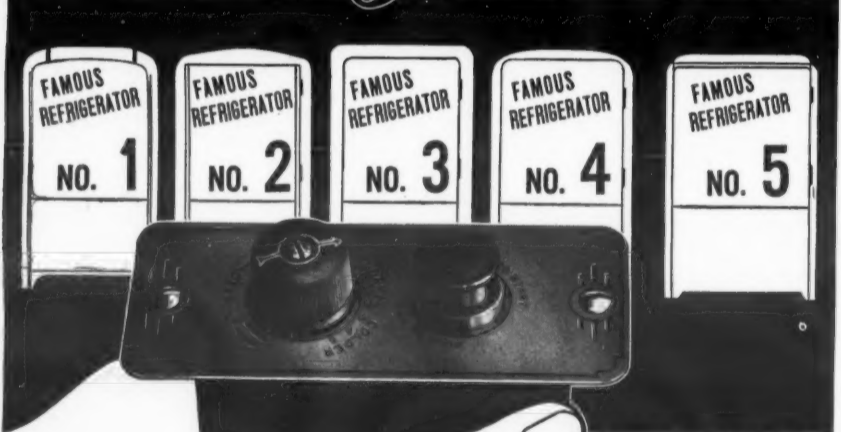 FAMOUS
REFRIGERATOR
NO. 1
FAMOUS
REFRIGERATOR
NO. 2
FAMOUS
REFRIGERATOR
NO. 3
FAMOUS
REFRIGERATOR
NO. 4
FAMOUS
REFRIGERATOR
NO. 5
COLDER